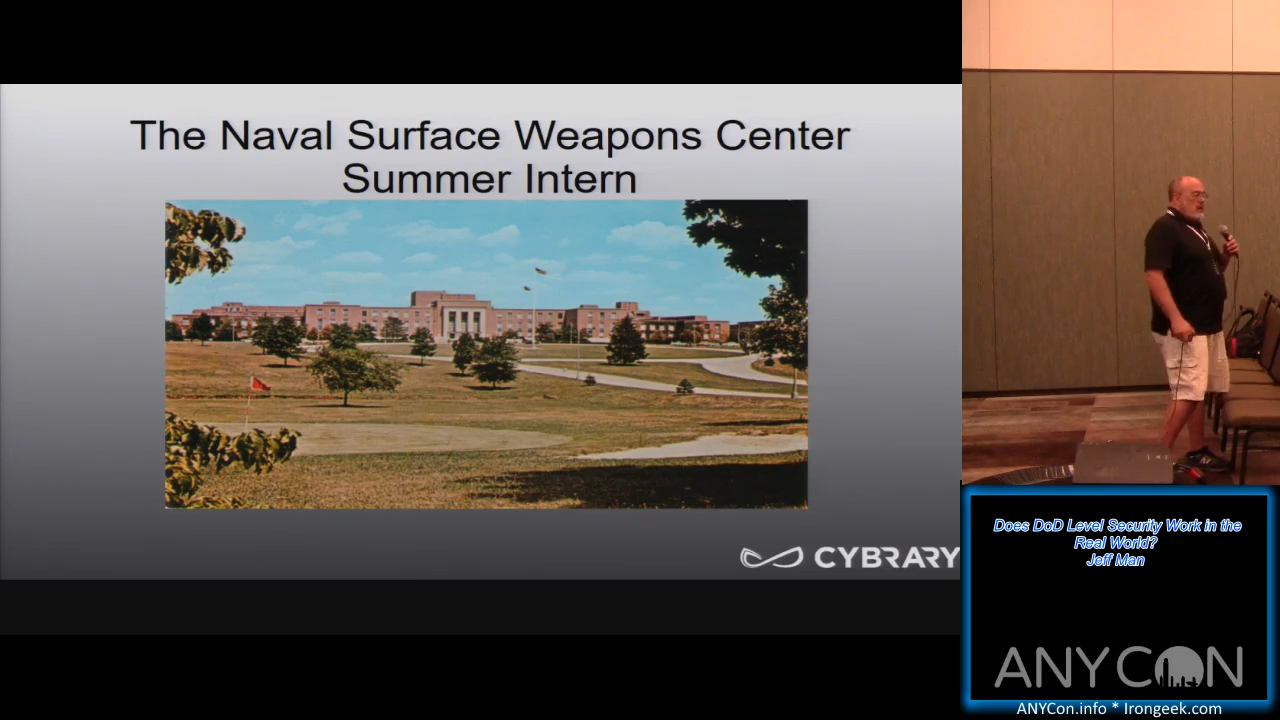 The Naval Surface Weapons Center
Summer Intern
CYBRARY
Does DoD Level Security Work in the
Real World?
Jeff Man
ANYCON
ANYCon.info * Irongeek.com